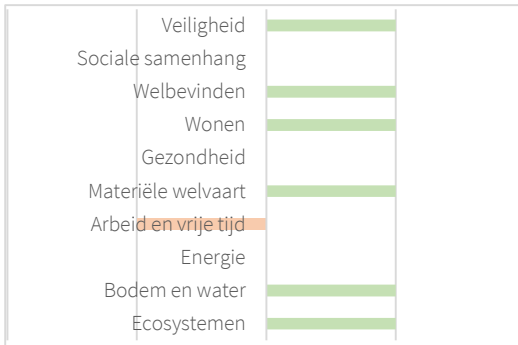 Veiligheid
Sociale samenhang
Welbevinden
Wonen
Gezondheid
Materiële welvaart
Arbeid en vrije tijd
Energie
Bodem en water
Ecosystemen